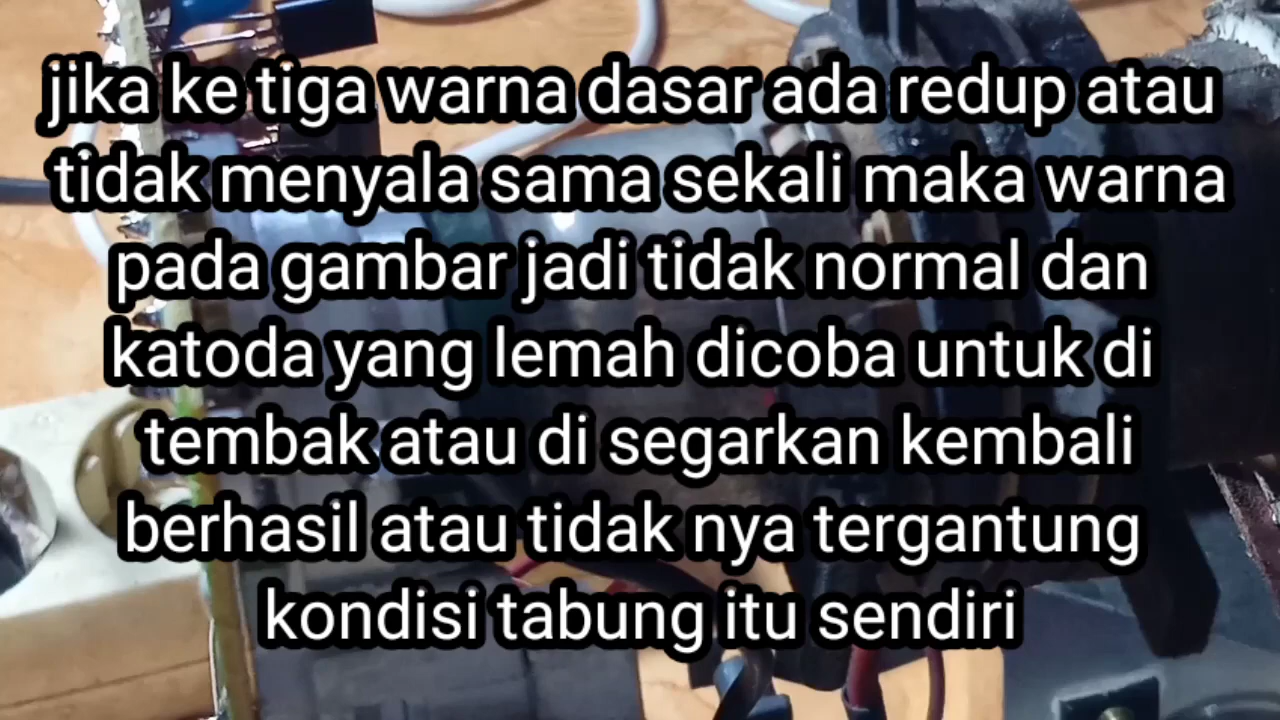 jika ke tiga warna dasar ada redup atau
tidak menyala sama sekali maka warna
pada gambar jadi tidak normal dan
katoda yang lemah dicoba untuk di
tembak atau di segarkan kembali
berhasil atau tidak nya tergantung
kondisi tabung itu sendiri